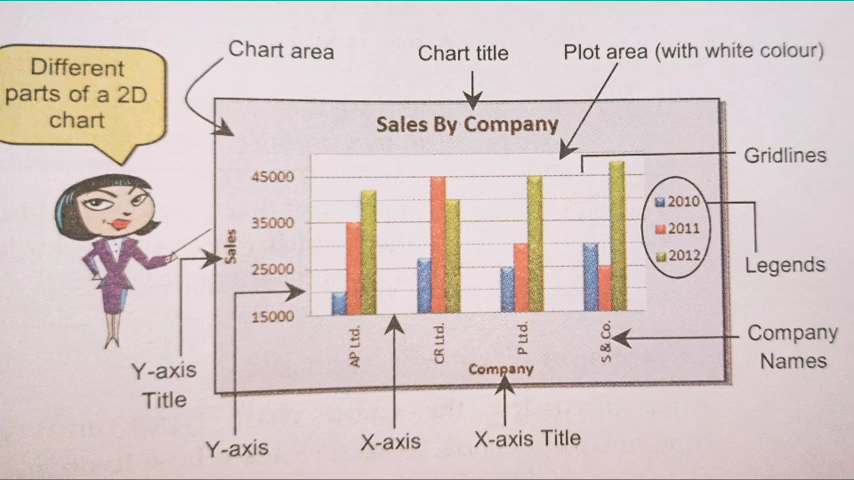 Different
parts of a 2D
chart
Chart area
Chart title
Plot area (with white colour)
Sales By Company
Gridlines
45000
35000
25000
15000
Sales
2010
2011
2012
Legends
AP Ltd.
CR Ltd.
P Ltd.
S & Co.
Company
Company
Names
Y-axis
Title
Y-axis
X-axis
X-axis Title